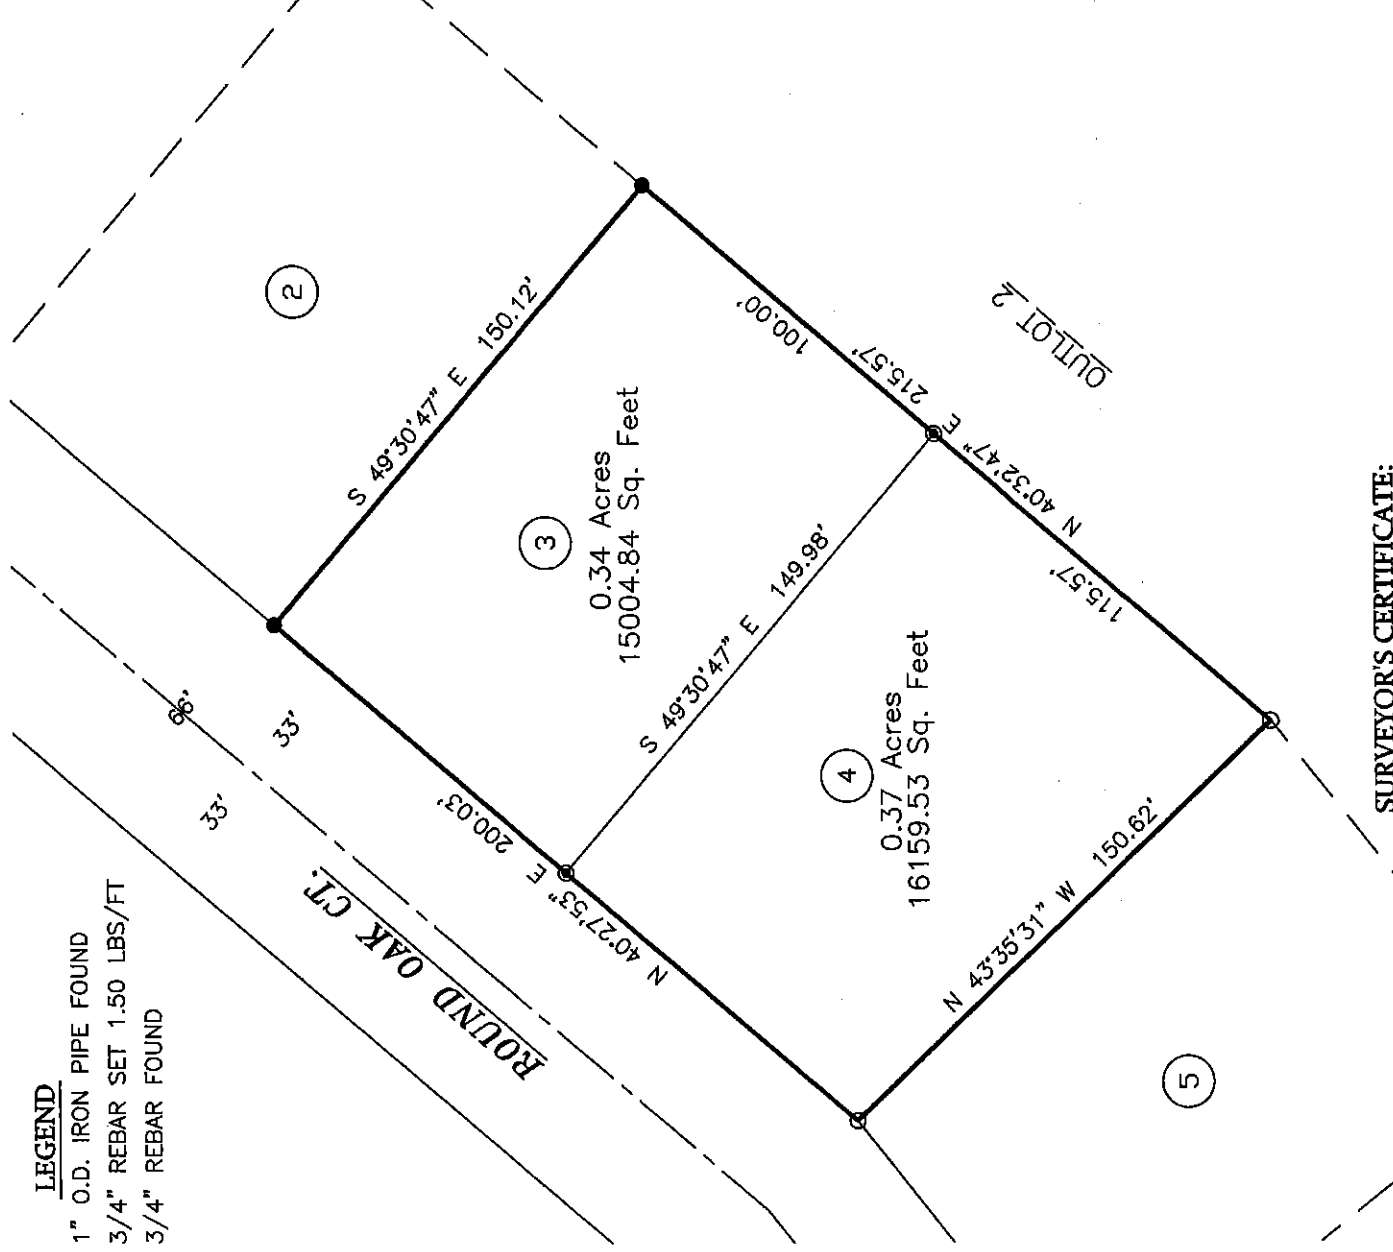 LEGEND
1" O.D. IRON PIPE FOUND
3/4" REBAR SET 1.50 LBS/FT
3/4" REBAR FOUND
66'
33'
33'
ROUND OAK CT.
N 40°27'53" E 200.03'
2
S 49°30'47" E 150.12'
3
0.34 Acres
15004.84 Sq. Feet
100.00'
215.57'
N 40°32'47" E
115.57'
OUTLOT 2
S 49°30'47" E 149.98'
4
0.37 Acres
16159.53 Sq. Feet
N 43°35'31" W 150.62'
5
SURVEYOR'S CERTIFICATE: